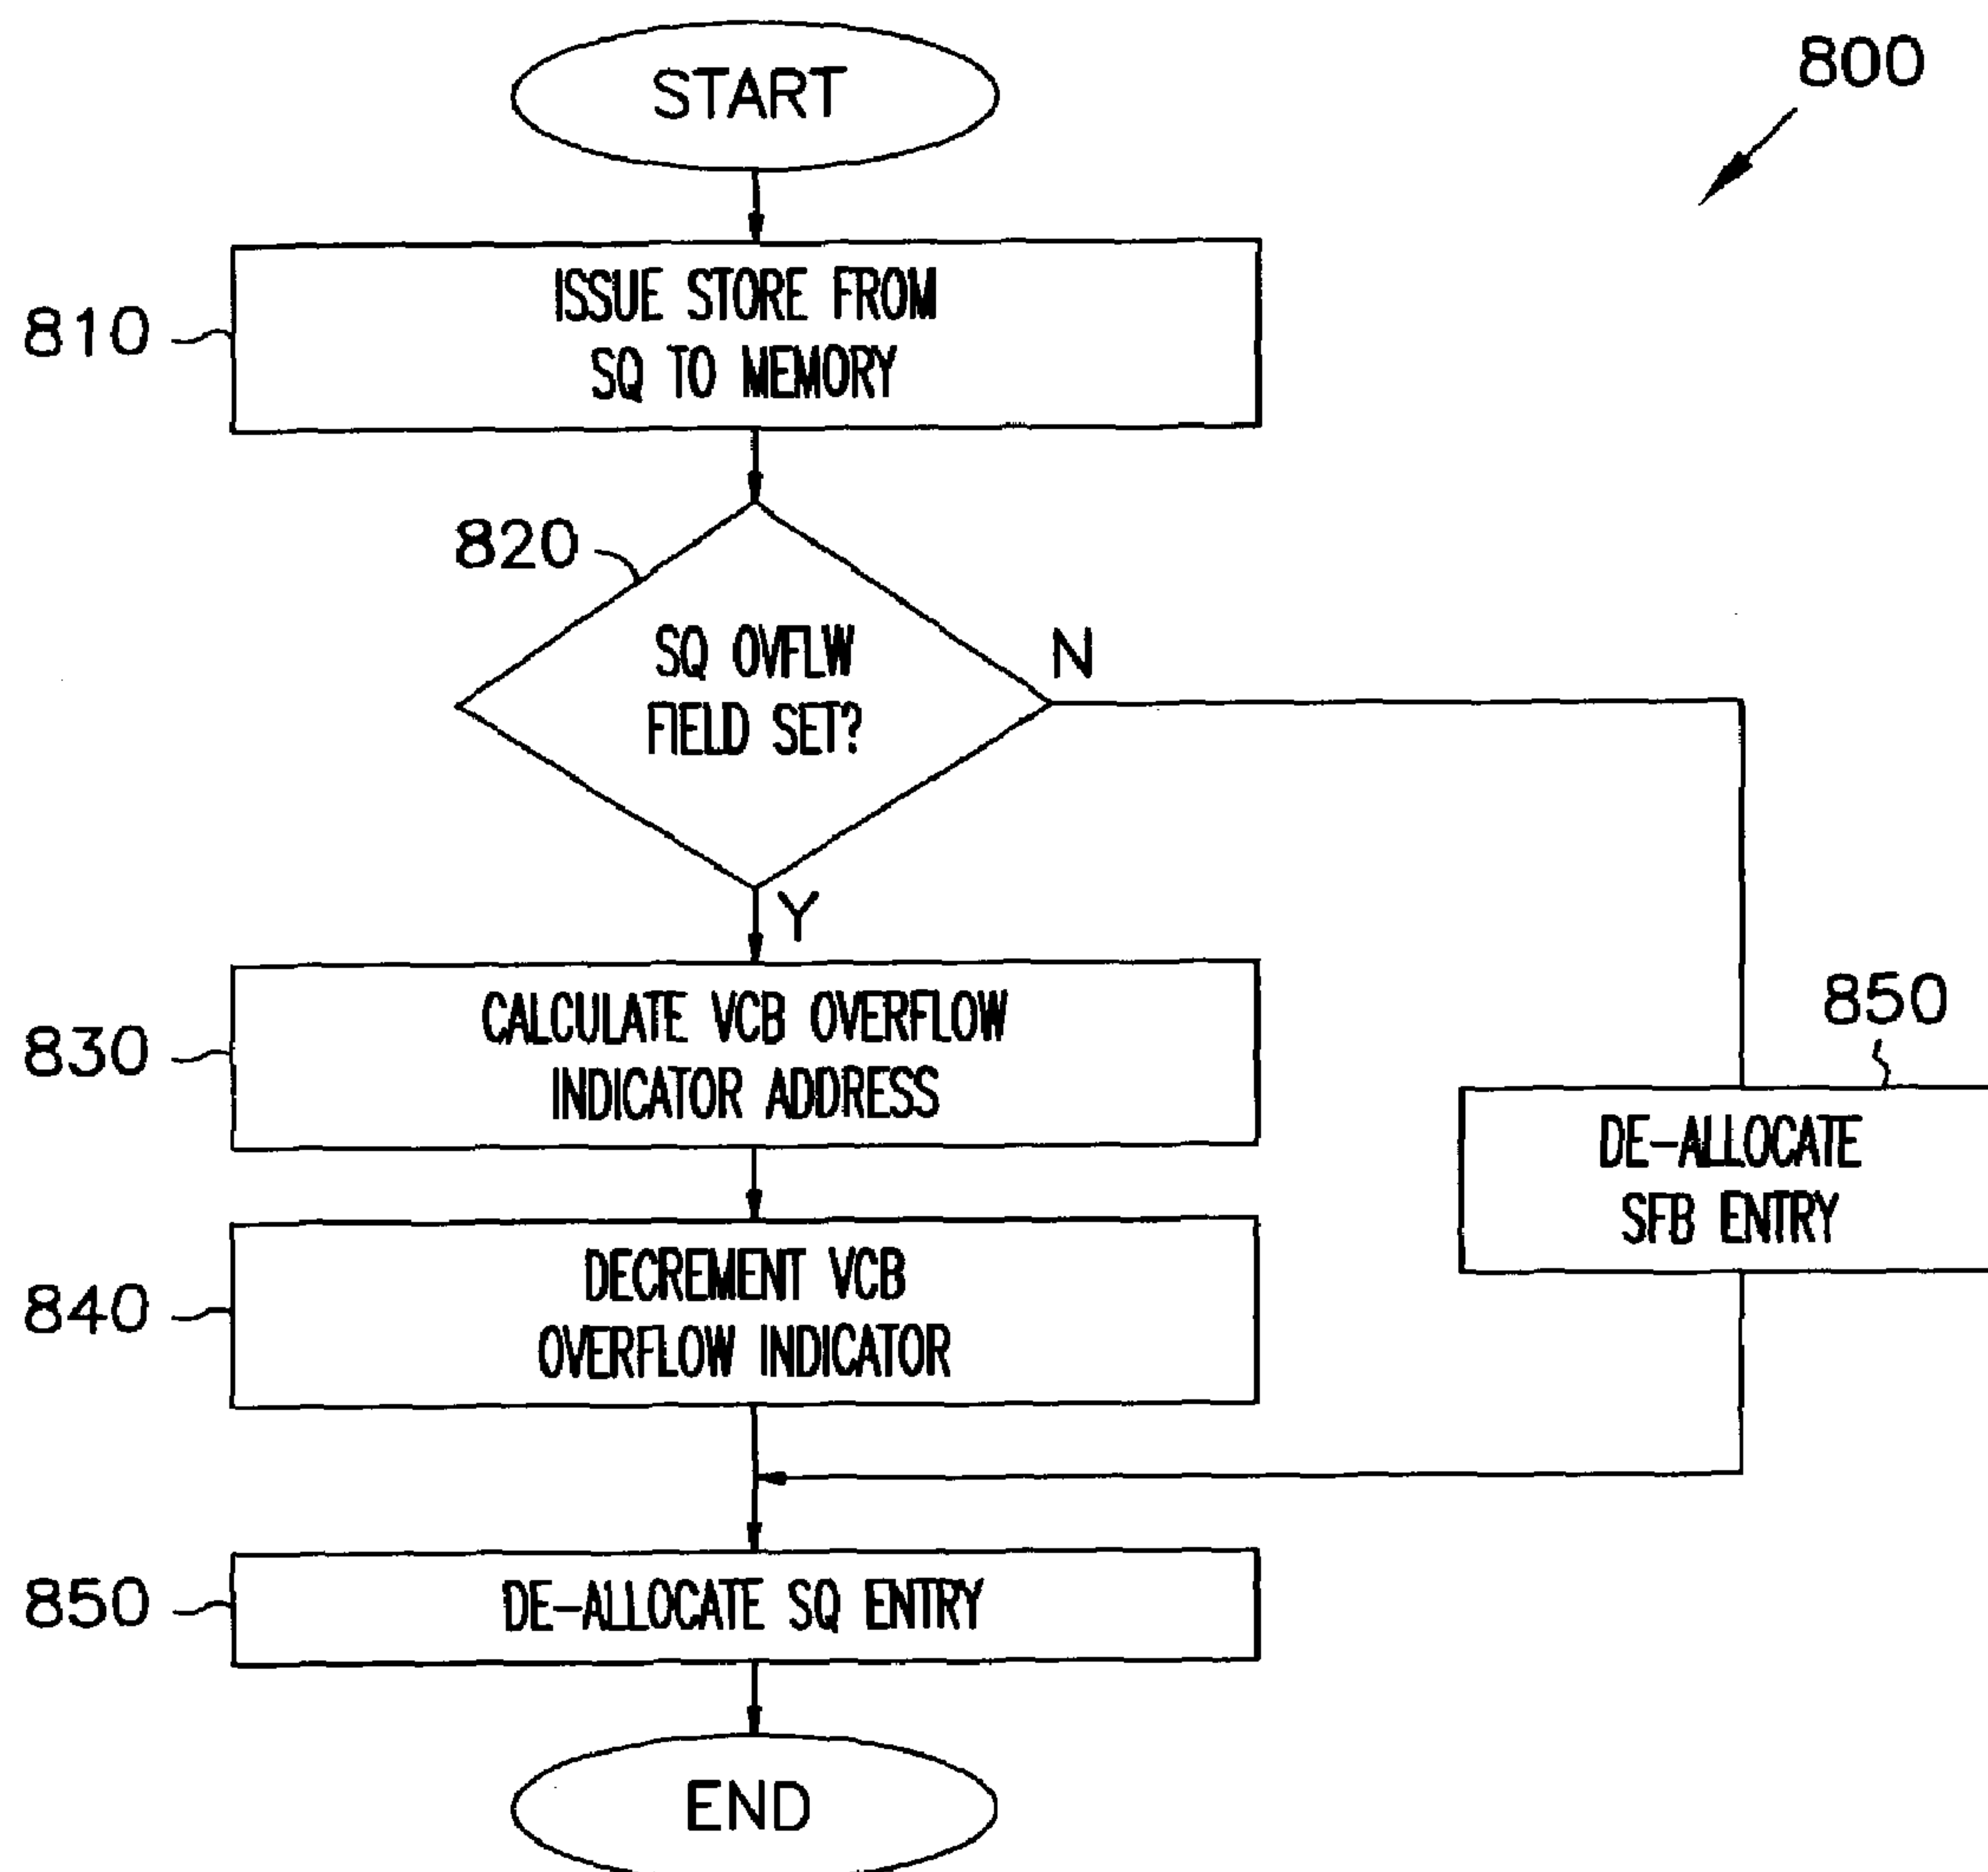 START
800
810
ISSUE STORE FROM
SQ TO MEMORY
820
SQ OVFLW
FIELD SET?
N
Y
830
CALCULATE VCB OVERFLOW
INDICATOR ADDRESS
850
DE-ALLOCATE
SFB ENTRY
840
DECREMENT VCB
OVERFLOW INDICATOR
850
DE-ALLOCATE SQ ENTRY
END